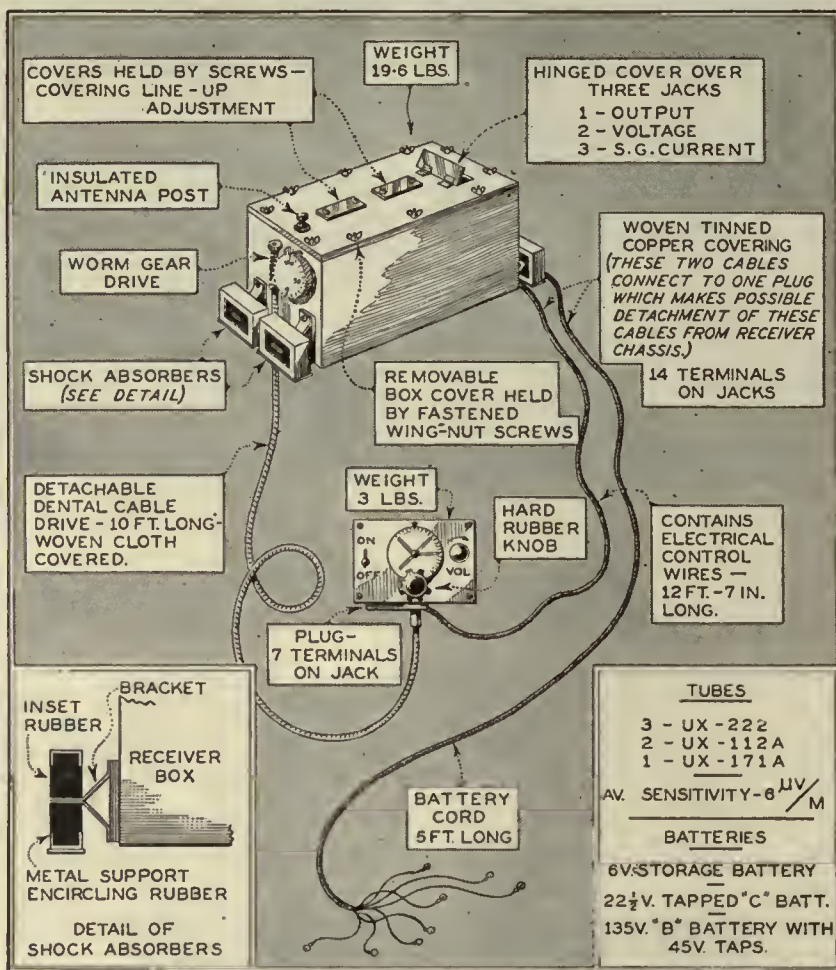 WEIGHT
19·6 LBS.
COVERS HELD BY SCREWS—
COVERING LINE-UP
ADJUSTMENT
HINGED COVER OVER
THREE JACKS
1 - OUTPUT
2 - VOLTAGE
3 - S.G. CURRENT
INSULATED
ANTENNA POST
WORM GEAR
DRIVE
WOVEN TINNED
COPPER COVERING
(THESE TWO CABLES
CONNECT TO ONE PLUG
WHICH MAKES POSSIBLE
DETACHMENT OF THESE
CABLES FROM RECEIVER
CHASSIS.)
14 TERMINALS
ON JACKS
SHOCK ABSORBERS
(SEE DETAIL)
REMOVABLE
BOX COVER HELD
BY FASTENED
WING-NUT SCREWS
DETACHABLE
DENTAL CABLE
DRIVE - 10 FT. LONG-
WOVEN CLOTH
COVERED.
WEIGHT
3 LBS.
HARD
RUBBER
KNOB
ON
OFF
VOL
CONTAINS
ELECTRICAL
CONTROL
WIRES —
12 FT.-7 IN.
LONG.
PLUG-
7 TERMINALS
ON JACK
BRACKET
INSET
RUBBER
RECEIVER
BOX
METAL SUPPORT
ENCIRCLING RUBBER
DETAIL OF
SHOCK ABSORBERS
BATTERY
CORD
5 FT. LONG
TUBES
3 - UX - 222
2 - UX - 112A
1 - UX - 171A
AV. SENSITIVITY - 6 μV/M
BATTERIES
6V. STORAGE BATTERY
22½V. TAPPED "C" BATT.
135V. "B" BATTERY WITH
45V. TAPS.